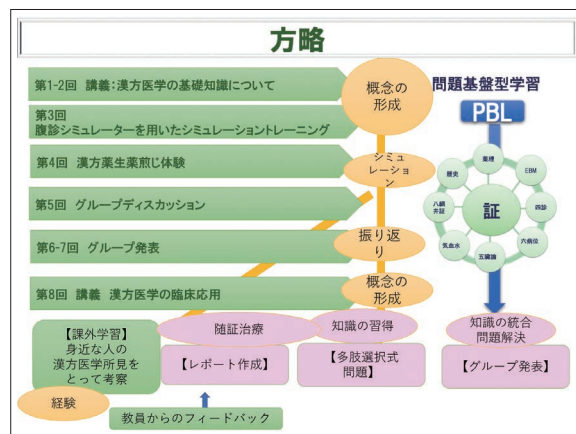 方略
第1-2回 講義：漢方医学の基礎知識について
第3回
腹診シミュレーターを用いたシミュレーショントレーニング
第4回 漢方薬生薬煎じ体験
第5回 グループディスカッション
第6-7回 グループ発表
第8回 講義 漢方医学の臨床応用
概念の
形成
シミュ
レーショ
ン
振り返
り
概念の
形成
問題基盤型学習
PBL
証
薬理
EBM
四診
六病位
五臓論
気血水
八綱
弁証
歴史
【課外学習】
身近な人の
漢方医学所見を
とって考察
経験
随証治療
【レポート作成】
教員からのフィードバック
知識の習得
【多肢選択式
問題】
知識の統合
問題解決
【グループ発表】